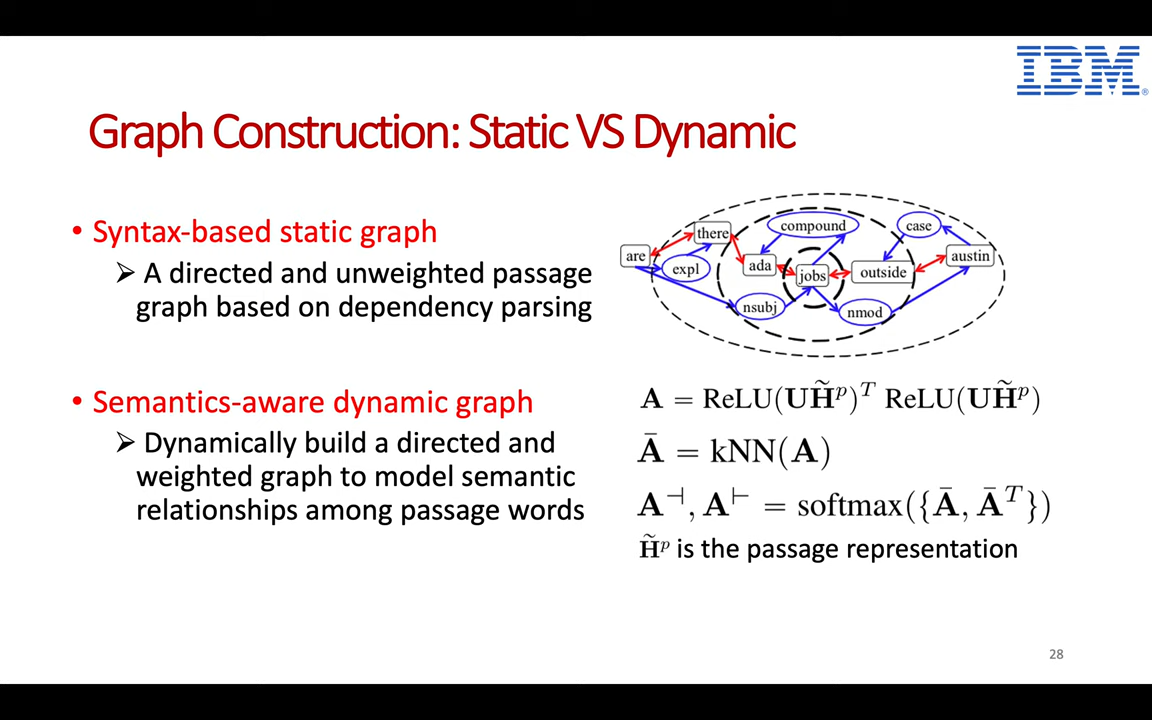 IBM®
Graph Construction: Static VS Dynamic
• Syntax-based static graph
➢ A directed and unweighted passage
graph based on dependency parsing
• Semantics-aware dynamic graph
➢ Dynamically build a directed and
weighted graph to model semantic
relationships among passage words
are
there
expl
compound
ada
jobs
nsubj
case
outside
austin
nmod
A = ReLU(UH̃ᵖ)ᵀ ReLU(UH̃ᵖ)
Ā = kNN(A)
A⊣, A⊢ = softmax({Ā, Āᵀ})
H̃ᵖ is the passage representation
28